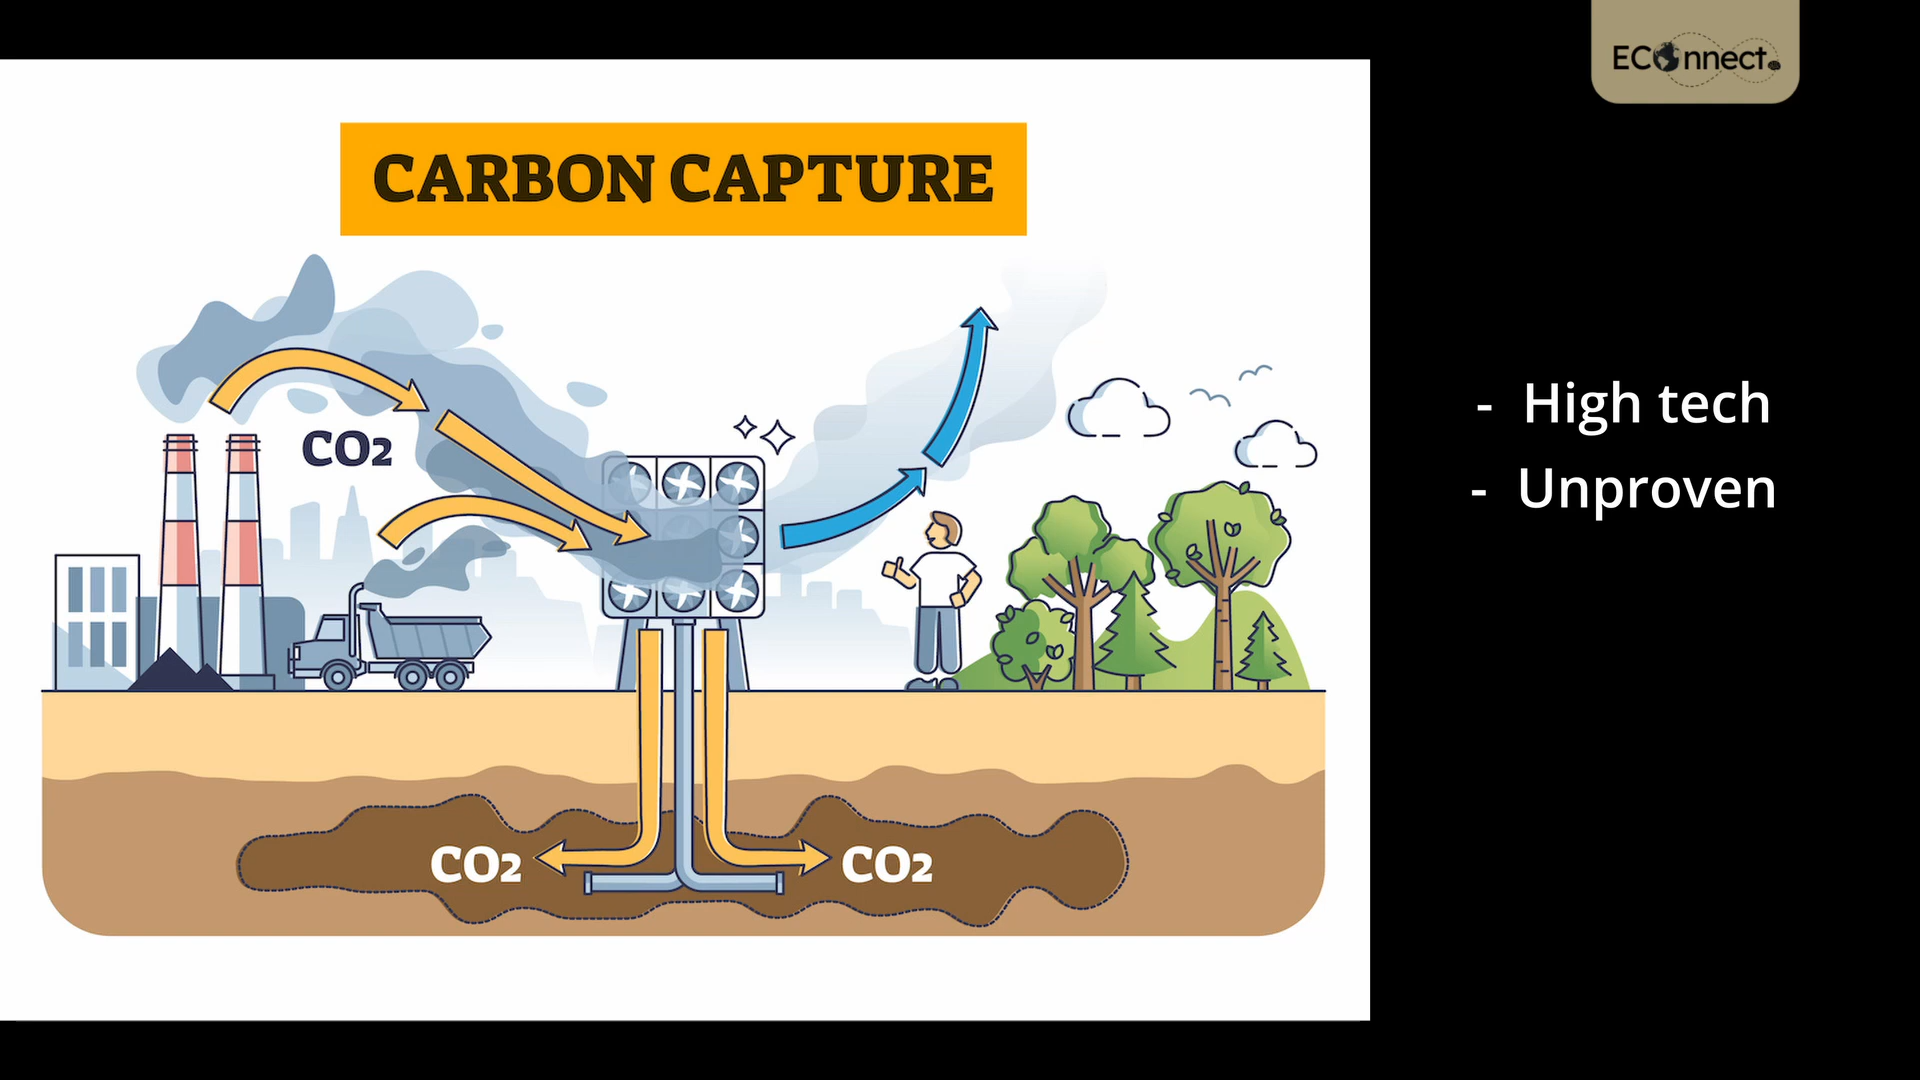 ECOnnect.
CARBON CAPTURE
CO2
- High tech
- Unproven
CO2
CO2